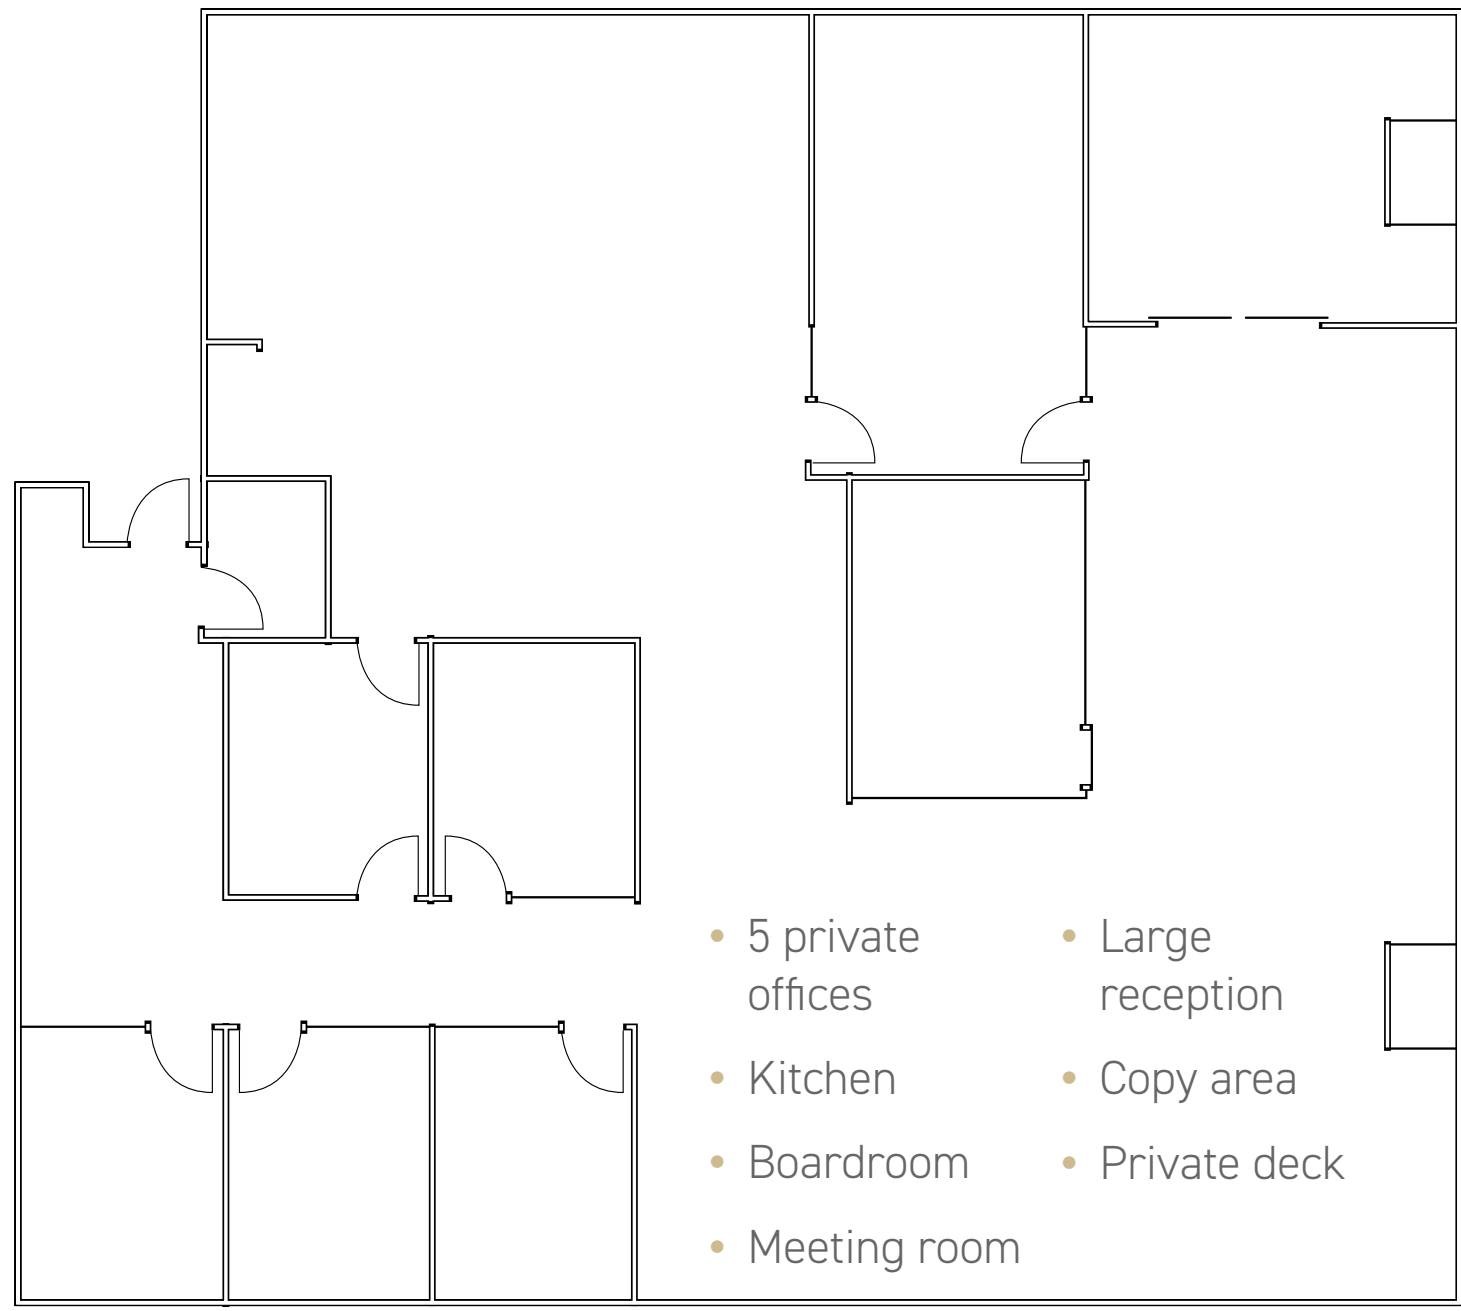 • 5 private
offices
• Kitchen
• Boardroom
• Meeting room
• Large
reception
• Copy area
• Private deck